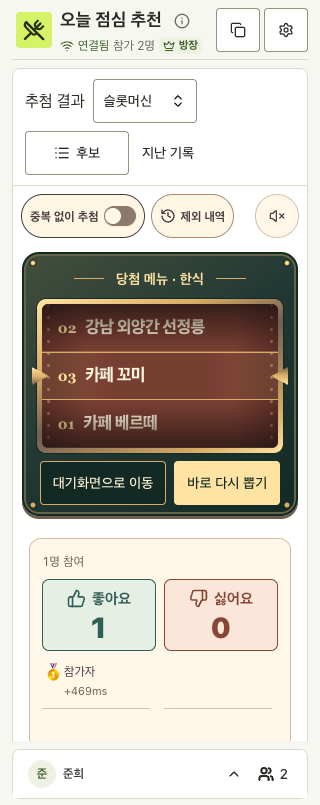 오늘 점심 추천
연결됨 참가 2명 방장
추첨 결과 슬롯머신
후보 지난 기록
중복 없이 추첨 제외 내역
당첨 메뉴 · 한식
02 강남 외양간 선정릉
03 카페 꼬미
01 카페 베르떼
대기화면으로 이동 바로 다시 뽑기
1명 참여
좋아요 싫어요
1 0
참가자
+469ms
준 준희 2